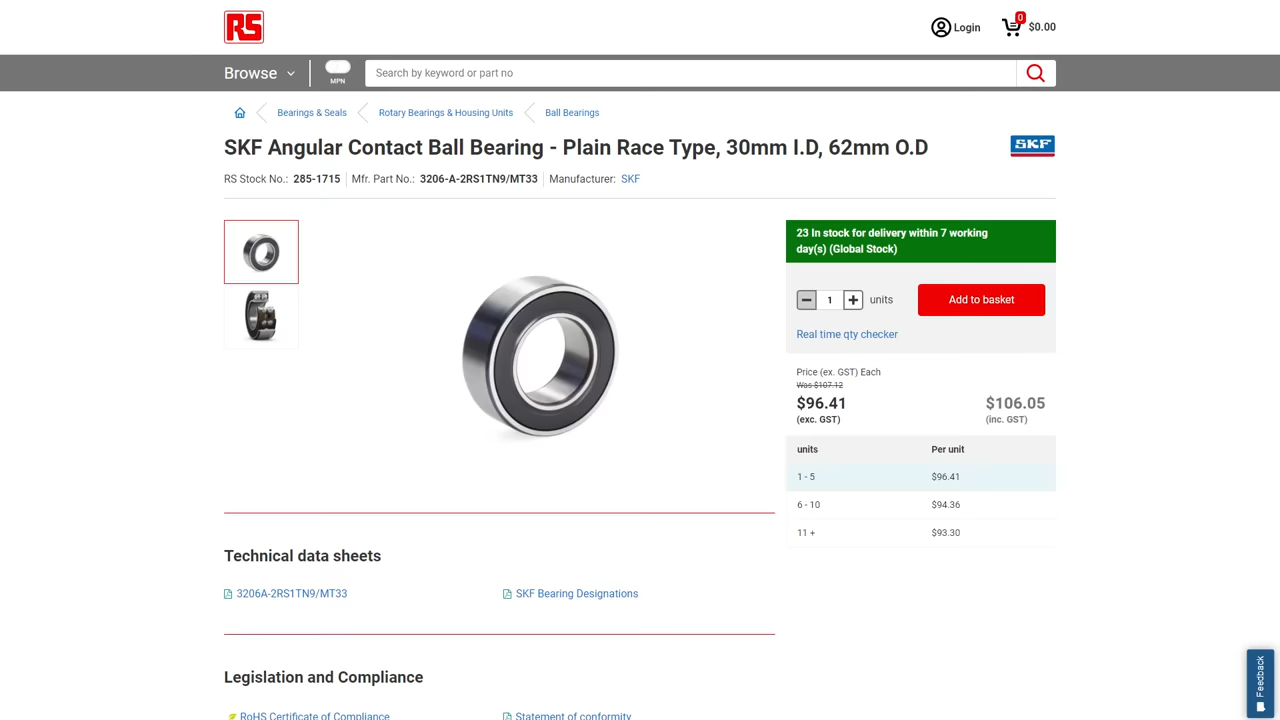 RS
Login
0
$0.00
Browse
MPN
Search by keyword or part no
Bearings & Seals
Rotary Bearings & Housing Units
Ball Bearings
SKF Angular Contact Ball Bearing - Plain Race Type, 30mm I.D, 62mm O.D
SKF
RS Stock No.: 285-1715
Mfr. Part No.: 3206-A-2RS1TN9/MT33
Manufacturer: SKF
23 In stock for delivery within 7 working
day(s) (Global Stock)
1
units
Add to basket
Real time qty checker
Price (ex. GST) Each
Was $107.12
$96.41
$106.05
(exc. GST)
(inc. GST)
units Per unit
1 - 5 $96.41
6 - 10 $94.36
11 + $93.30
Technical data sheets
3206A-2RS1TN9/MT33
SKF Bearing Designations
Legislation and Compliance
RoHS Certificate of Compliance
Statement of conformity
Feedback